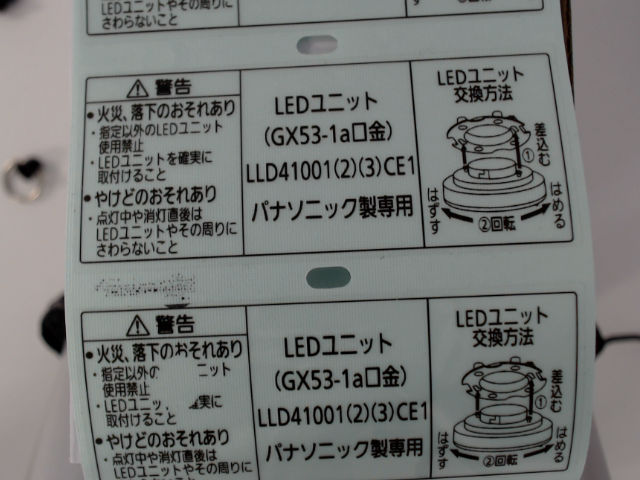 LEDユニットやその周りに
さわらないこと
⚠ 警告
●火災、落下のおそれあり
・指定以外のLEDユニット
使用禁止
・LEDユニットを確実に
取付けること
●やけどのおそれあり
・点灯中や消灯直後は
LEDユニットやその周りに
さわらないこと
LEDユニット
(GX53-1a口金)
LLD41001(2)(3)CE1
パナソニック製専用
LEDユニット
交換方法
差込む
①
はずす
はめる
②回転
⚠ 警告
●火災、落下のおそれあり
・指定以外の ニット
使用禁止
・LEDユニッ 実に
取付けること
●やけどのおそれあり
・点灯中や消灯直後は
LEDユニットやその周りに
LEDユニット
(GX53-1a口金)
LLD41001(2)(3)CE1
パナソニック製専用
LEDユニット
交換方法
差込む
①
はずす
はめる
②回転